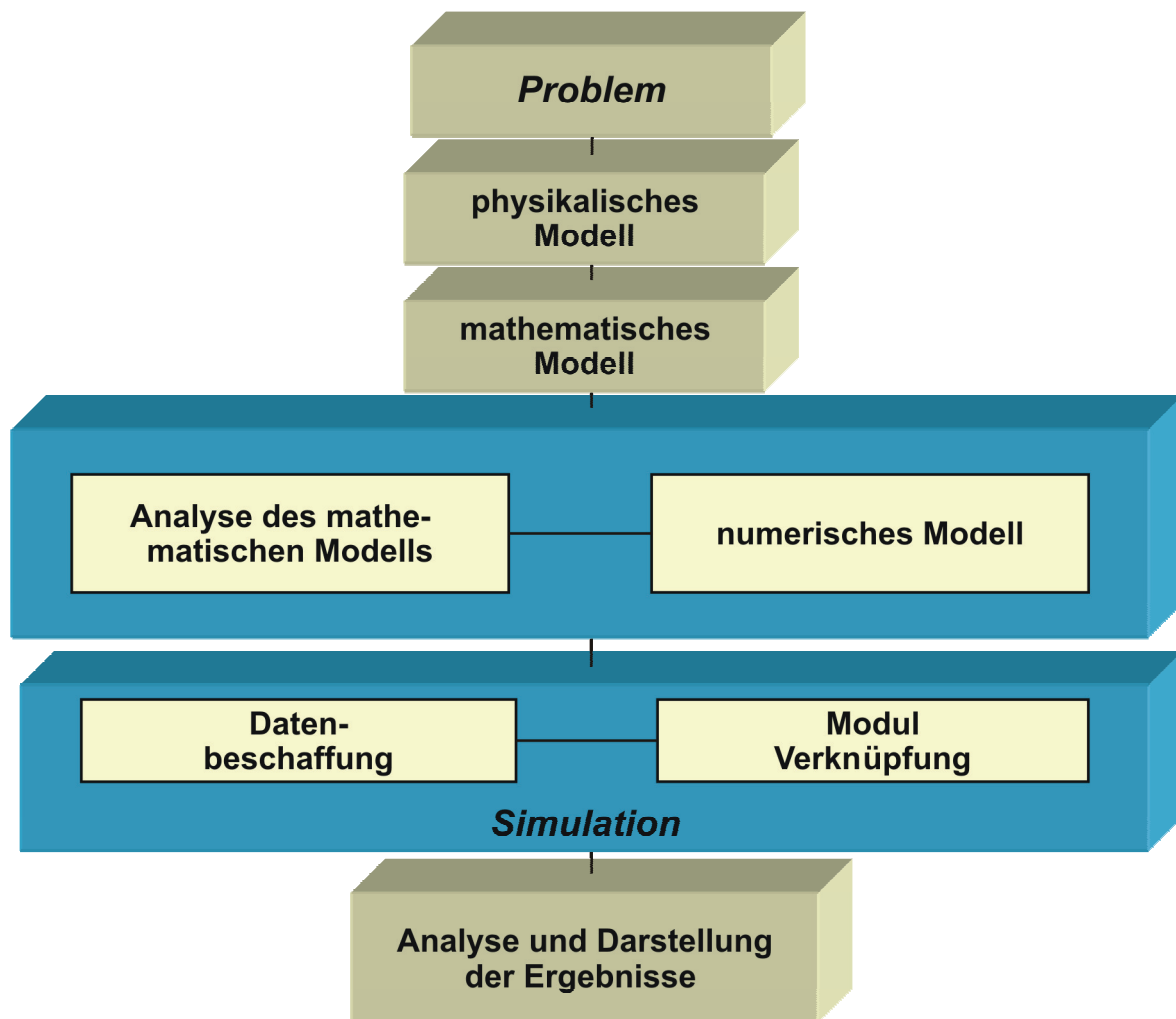 Problem
physikalisches
Modell
mathematisches
Modell
Analyse des mathe-
matischen Modells
numerisches Modell
Daten-
beschaffung
Modul
Verknüpfung
Simulation
Analyse und Darstellung
der Ergebnisse